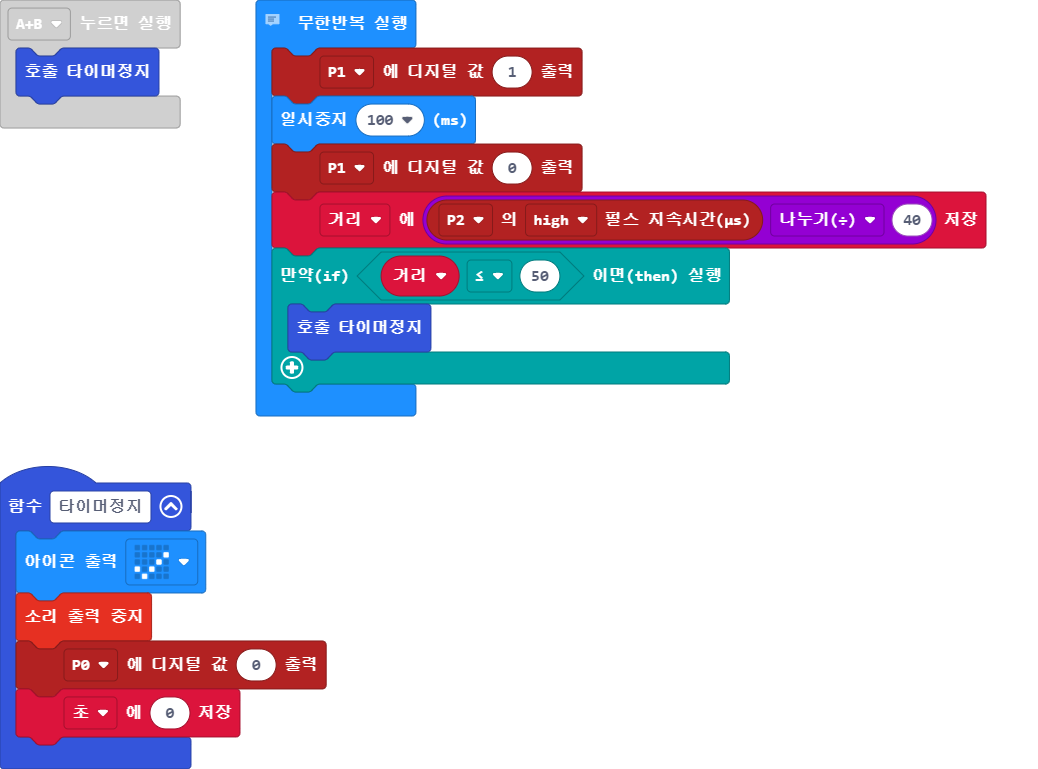 A+B 누르면 실행
호출 타이머정지
무한반복 실행
P1 에 디지털 값 1 출력
일시중지 100 (ms)
P1 에 디지털 값 0 출력
거리 에 P2 의 high 펄스 지속시간(μs) 나누기(÷) 40 저장
만약(if) 거리 ≤ 50 이면(then) 실행
호출 타이머정지
함수 타이머정지
아이콘 출력
소리 출력 중지
P0 에 디지털 값 0 출력
초 에 0 저장